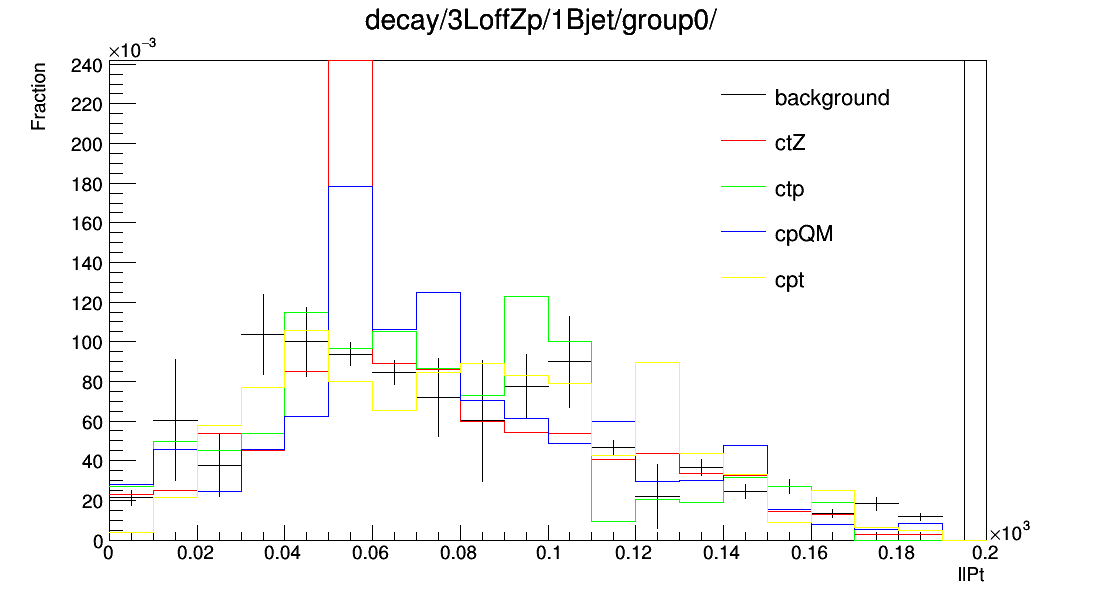 decay/3LoffZp/1Bjet/group0/
×10⁻³
240
220
200
180
160
140
120
100
80
60
40
20
0
Fraction
background
ctZ
ctp
cpQM
cpt
0 0.02 0.04 0.06 0.08 0.1 0.12 0.14 0.16 0.18 0.2
×10³
llPt